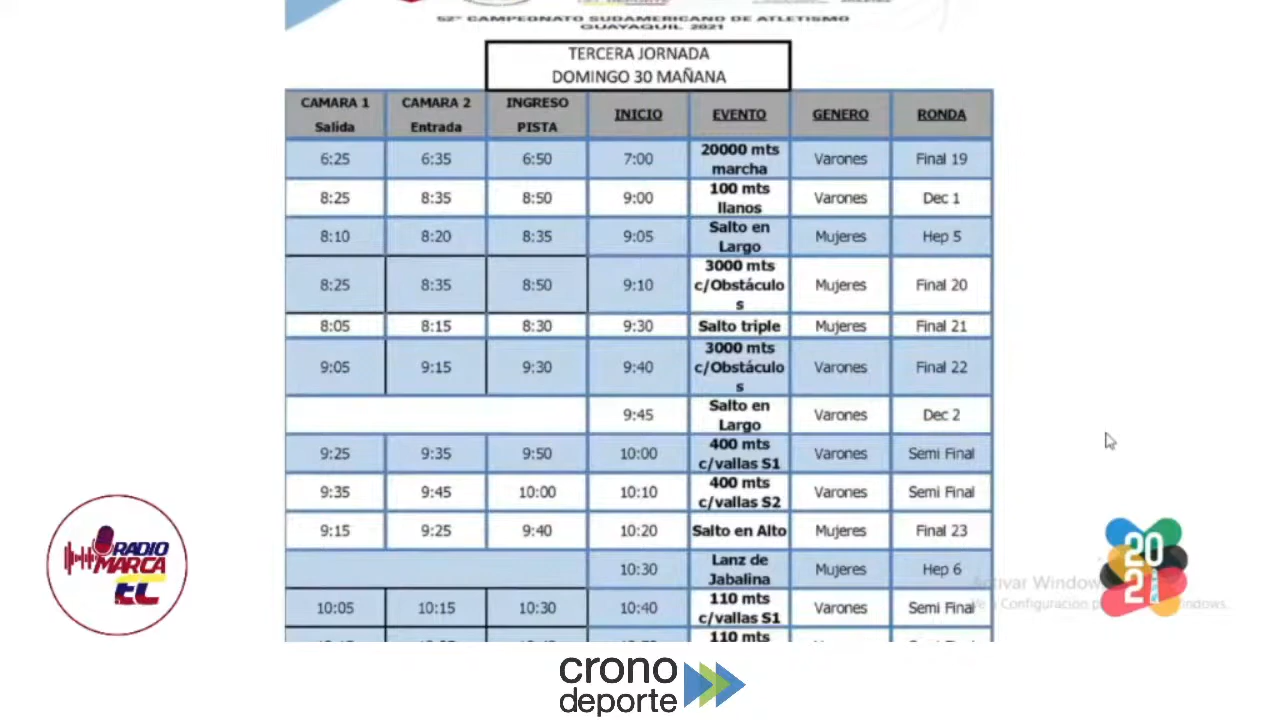 52° CAMPEONATO SUDAMERICANO DE ATLETISMO
GUAYAQUIL 2021
TERCERA JORNADA
DOMINGO 30 MAÑANA
CAMARA 1 Salida CAMARA 2 Entrada INGRESO PISTA INICIO EVENTO GENERO RONDA
6:25 6:35 6:50 7:00 20000 mts marcha Varones Final 19
8:25 8:35 8:50 9:00 100 mts llanos Varones Dec 1
8:10 8:20 8:35 9:05 Salto en Largo Mujeres Hep 5
8:25 8:35 8:50 9:10 3000 mts c/Obstáculos Mujeres Final 20
8:05 8:15 8:30 9:30 Salto triple Mujeres Final 21
9:05 9:15 9:30 9:40 3000 mts c/Obstáculos Varones Final 22
9:45 Salto en Largo Varones Dec 2
9:25 9:35 9:50 10:00 400 mts c/vallas S1 Varones Semi Final
9:35 9:45 10:00 10:10 400 mts c/vallas S2 Varones Semi Final
9:15 9:25 9:40 10:20 Salto en Alto Mujeres Final 23
10:30 Lanz de Jabalina Mujeres Hep 6
10:05 10:15 10:30 10:40 110 mts c/vallas S1 Varones Semi Final
110 mts
RADIO
MARCA
EC
20
21
Activar Window
Configuración
indows.
crono
deporte